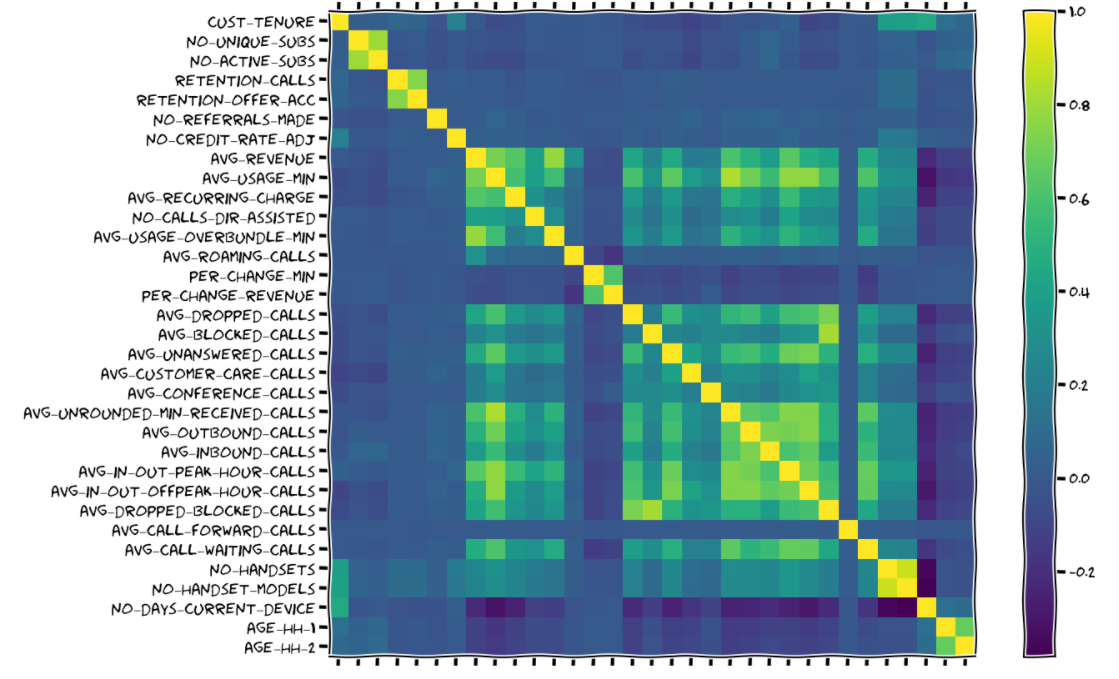 CUST-TENURE
NO-UNIQUE-SUBS
NO-ACTIVE-SUBS
RETENTION-CALLS
RETENTION-OFFER-ACC
NO-REFERRALS-MADE
NO-CREDIT-RATE-ADJ
AVG-REVENUE
AVG-USAGE-MIN
AVG-RECURRING-CHARGE
NO-CALLS-DIR-ASSISTED
AVG-USAGE-OVERBUNDLE-MIN
AVG-ROAMING-CALLS
PER-CHANGE-MIN
PER-CHANGE-REVENUE
AVG-DROPPED-CALLS
AVG-BLOCKED-CALLS
AVG-UNANSWERED-CALLS
AVG-CUSTOMER-CARE-CALLS
AVG-CONFERENCE-CALLS
AVG-UNROUNDED-MIN-RECEIVED-CALLS
AVG-OUTBOUND-CALLS
AVG-INBOUND-CALLS
AVG-IN-OUT-PEAK-HOUR-CALLS
AVG-IN-OUT-OFFPEAK-HOUR-CALLS
AVG-DROPPED-BLOCKED-CALLS
AVG-CALL-FORWARD-CALLS
AVG-CALL-WAITING-CALLS
NO-HANDSETS
NO-HANDSET-MODELS
NO-DAYS-CURRENT-DEVICE
AGE-HH-1
AGE-HH-2
1.0
0.8
0.6
0.4
0.2
0.0
-0.2